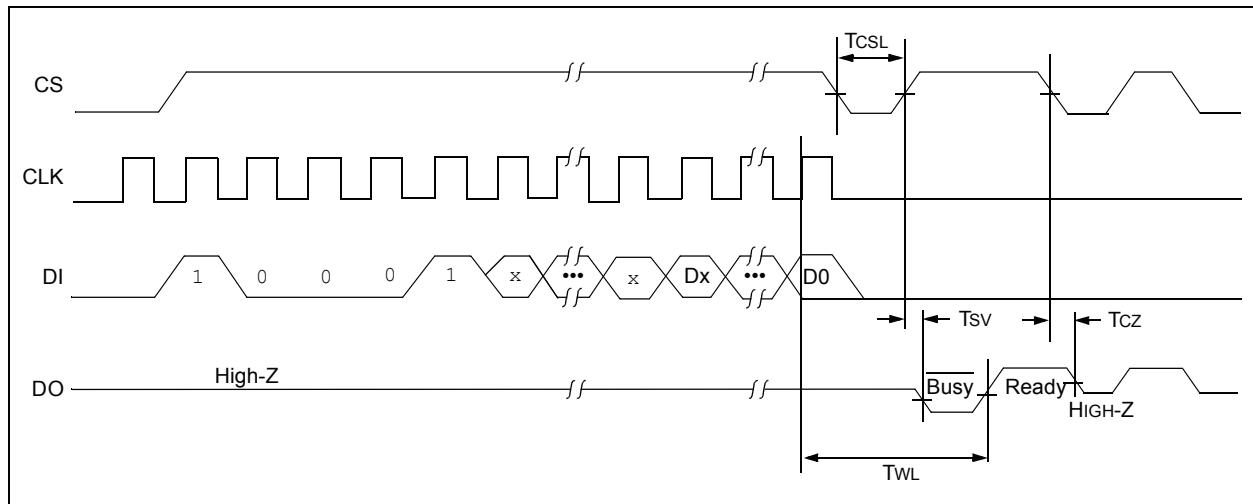 TCSL
CS
CLK
DI 1 0 0 0 1 x ••• x Dx ••• D0
TSV TCZ
High-Z
DO Busy Ready
HIGH-Z
TWL